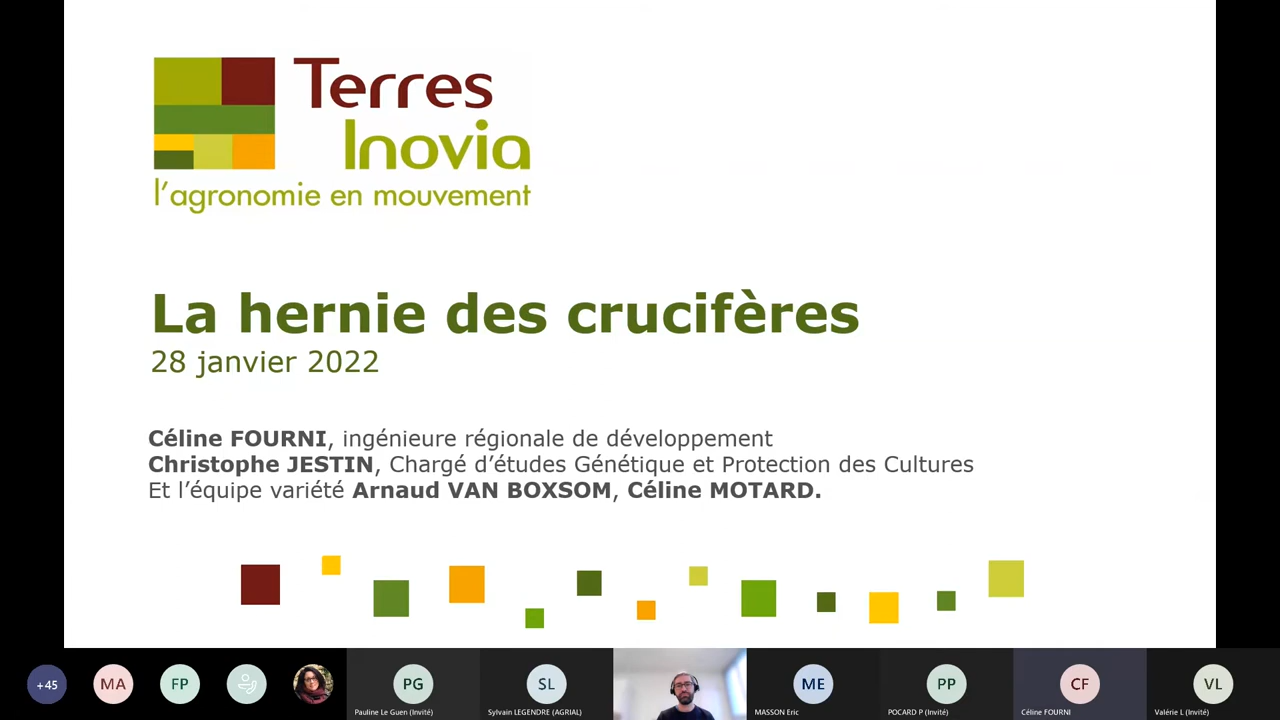 Terres
Inovia
l'agronomie en mouvement
La hernie des crucifères
28 janvier 2022
Céline FOURNI, ingénieure régionale de développement
Christophe JESTIN, Chargé d'études Génétique et Protection des Cultures
Et l'équipe variété Arnaud VAN BOXSOM, Céline MOTARD.
+45
MA
FP
PG
SL
ME
PP
CF
VL
Pauline Le Guen (Invité)
Sylvain LEGENDRE (AGRIAL)
MASSON Eric
POCARD P (Invité)
Céline FOURNI
Valérie L (Invité)